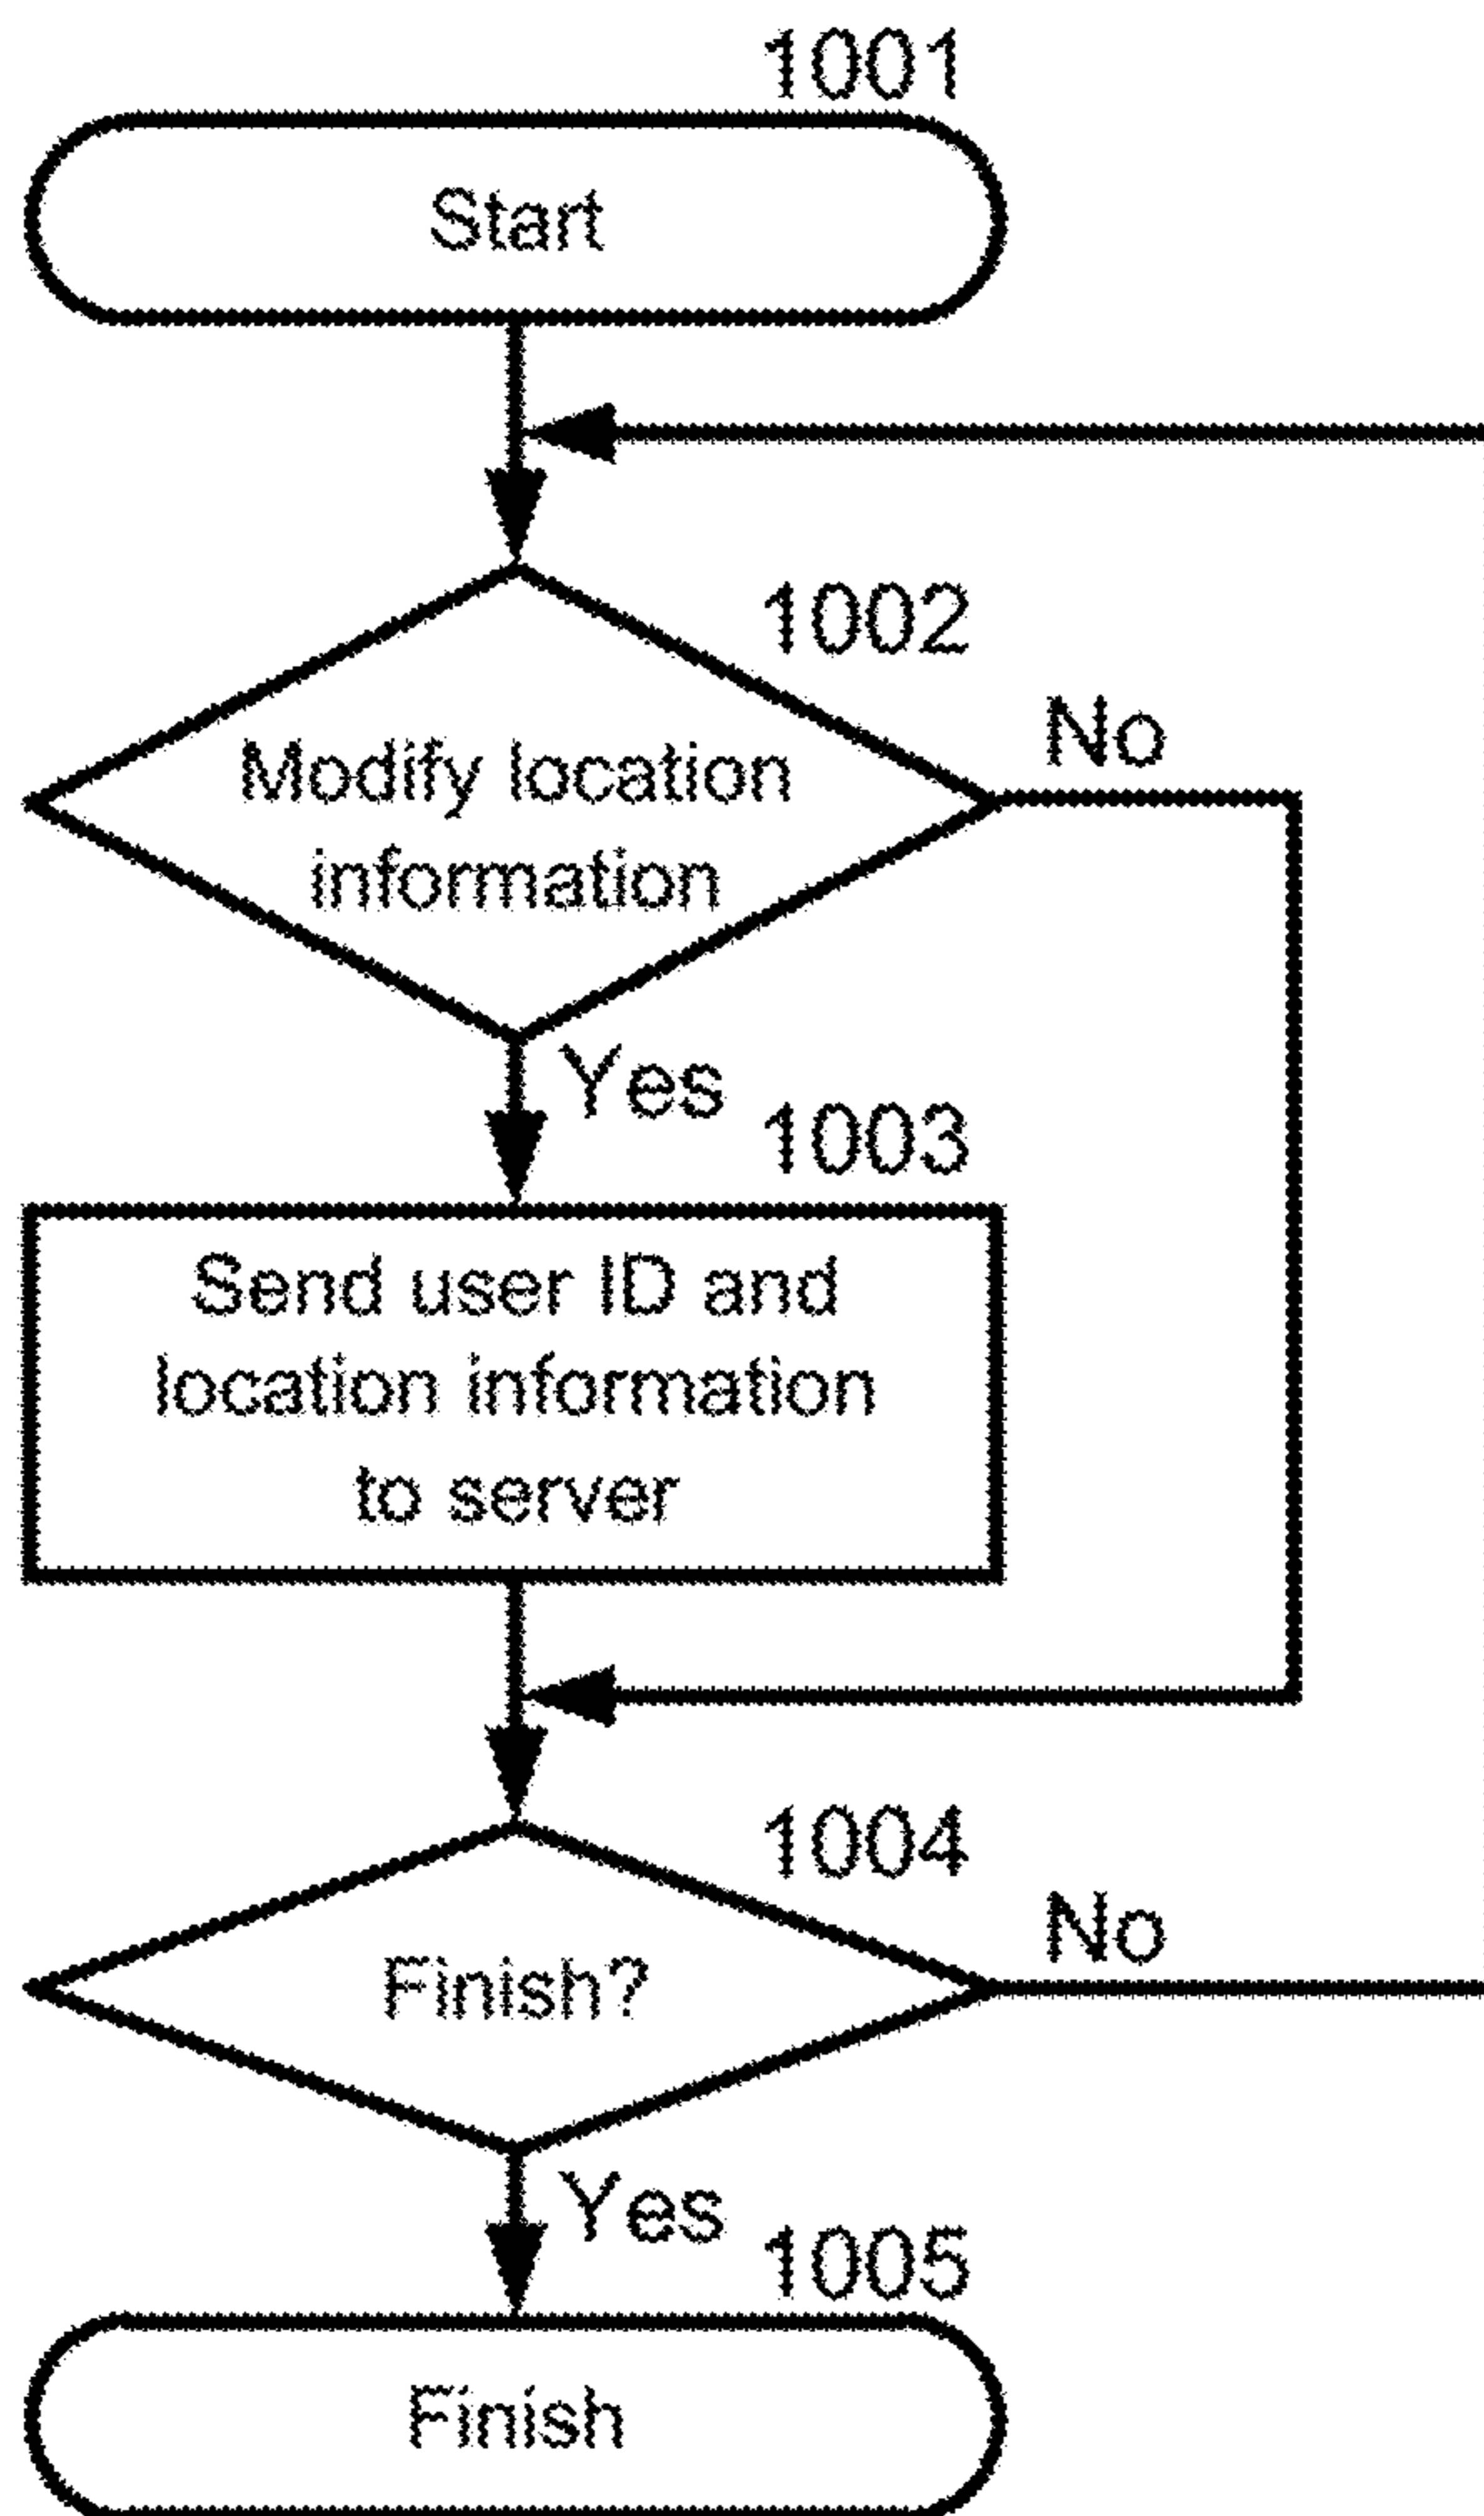 1001
Start
1002
No
Modify location
information
Yes
1003
Send user ID and
location information
to server
1004
No
Finish?
Yes
1005
Finish